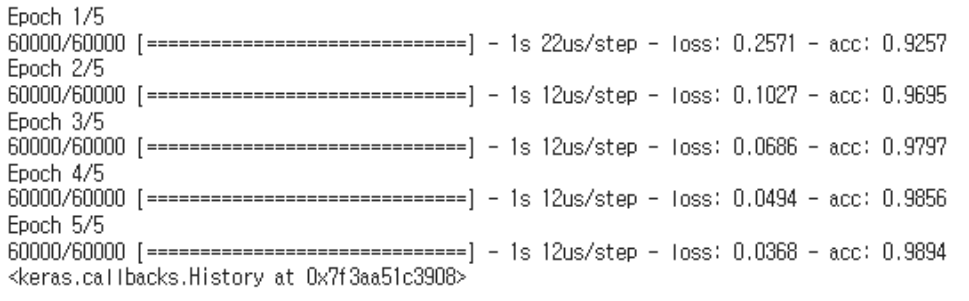 Epoch 1/5
60000/60000 [==============================] - 1s 22us/step - loss: 0.2571 - acc: 0.9257
Epoch 2/5
60000/60000 [==============================] - 1s 12us/step - loss: 0.1027 - acc: 0.9695
Epoch 3/5
60000/60000 [==============================] - 1s 12us/step - loss: 0.0686 - acc: 0.9797
Epoch 4/5
60000/60000 [==============================] - 1s 12us/step - loss: 0.0494 - acc: 0.9856
Epoch 5/5
60000/60000 [==============================] - 1s 12us/step - loss: 0.0368 - acc: 0.9894
<keras.callbacks.History at 0x7f3aa51c3908>